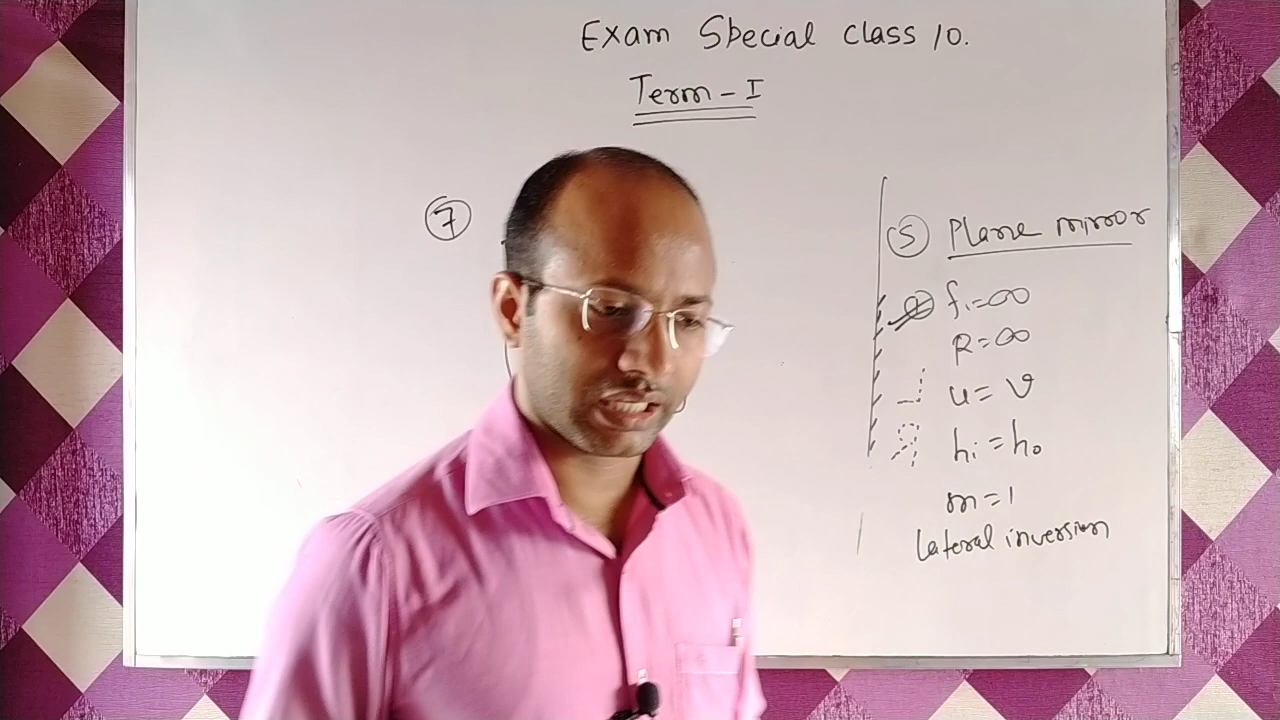 Exam Special class 10.
Term - I
7
5 Plane mirror
f = ∞
R = ∞
u = v
hi = ho
m = 1
Lateral inversion